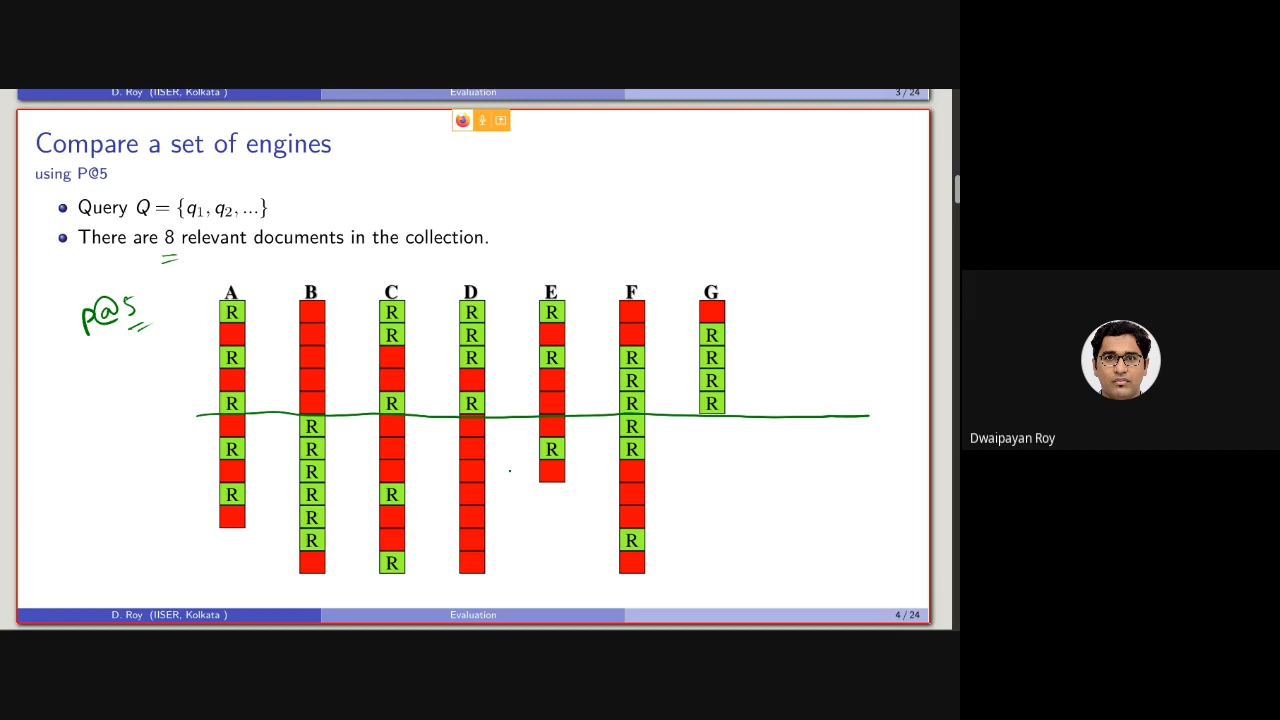 D. Roy (IISER, Kolkata )
Evaluation
3 / 24
Compare a set of engines
using P@5
Query Q = {q1, q2, ...}
There are 8 relevant documents in the collection.
p@5
A B C D E F G
R R R R
R R R
R R R R R
R R
R R R R R
R R
R R R R
R
R R R
R
R R
R
D. Roy (IISER, Kolkata )
Evaluation
4 / 24
Dwaipayan Roy